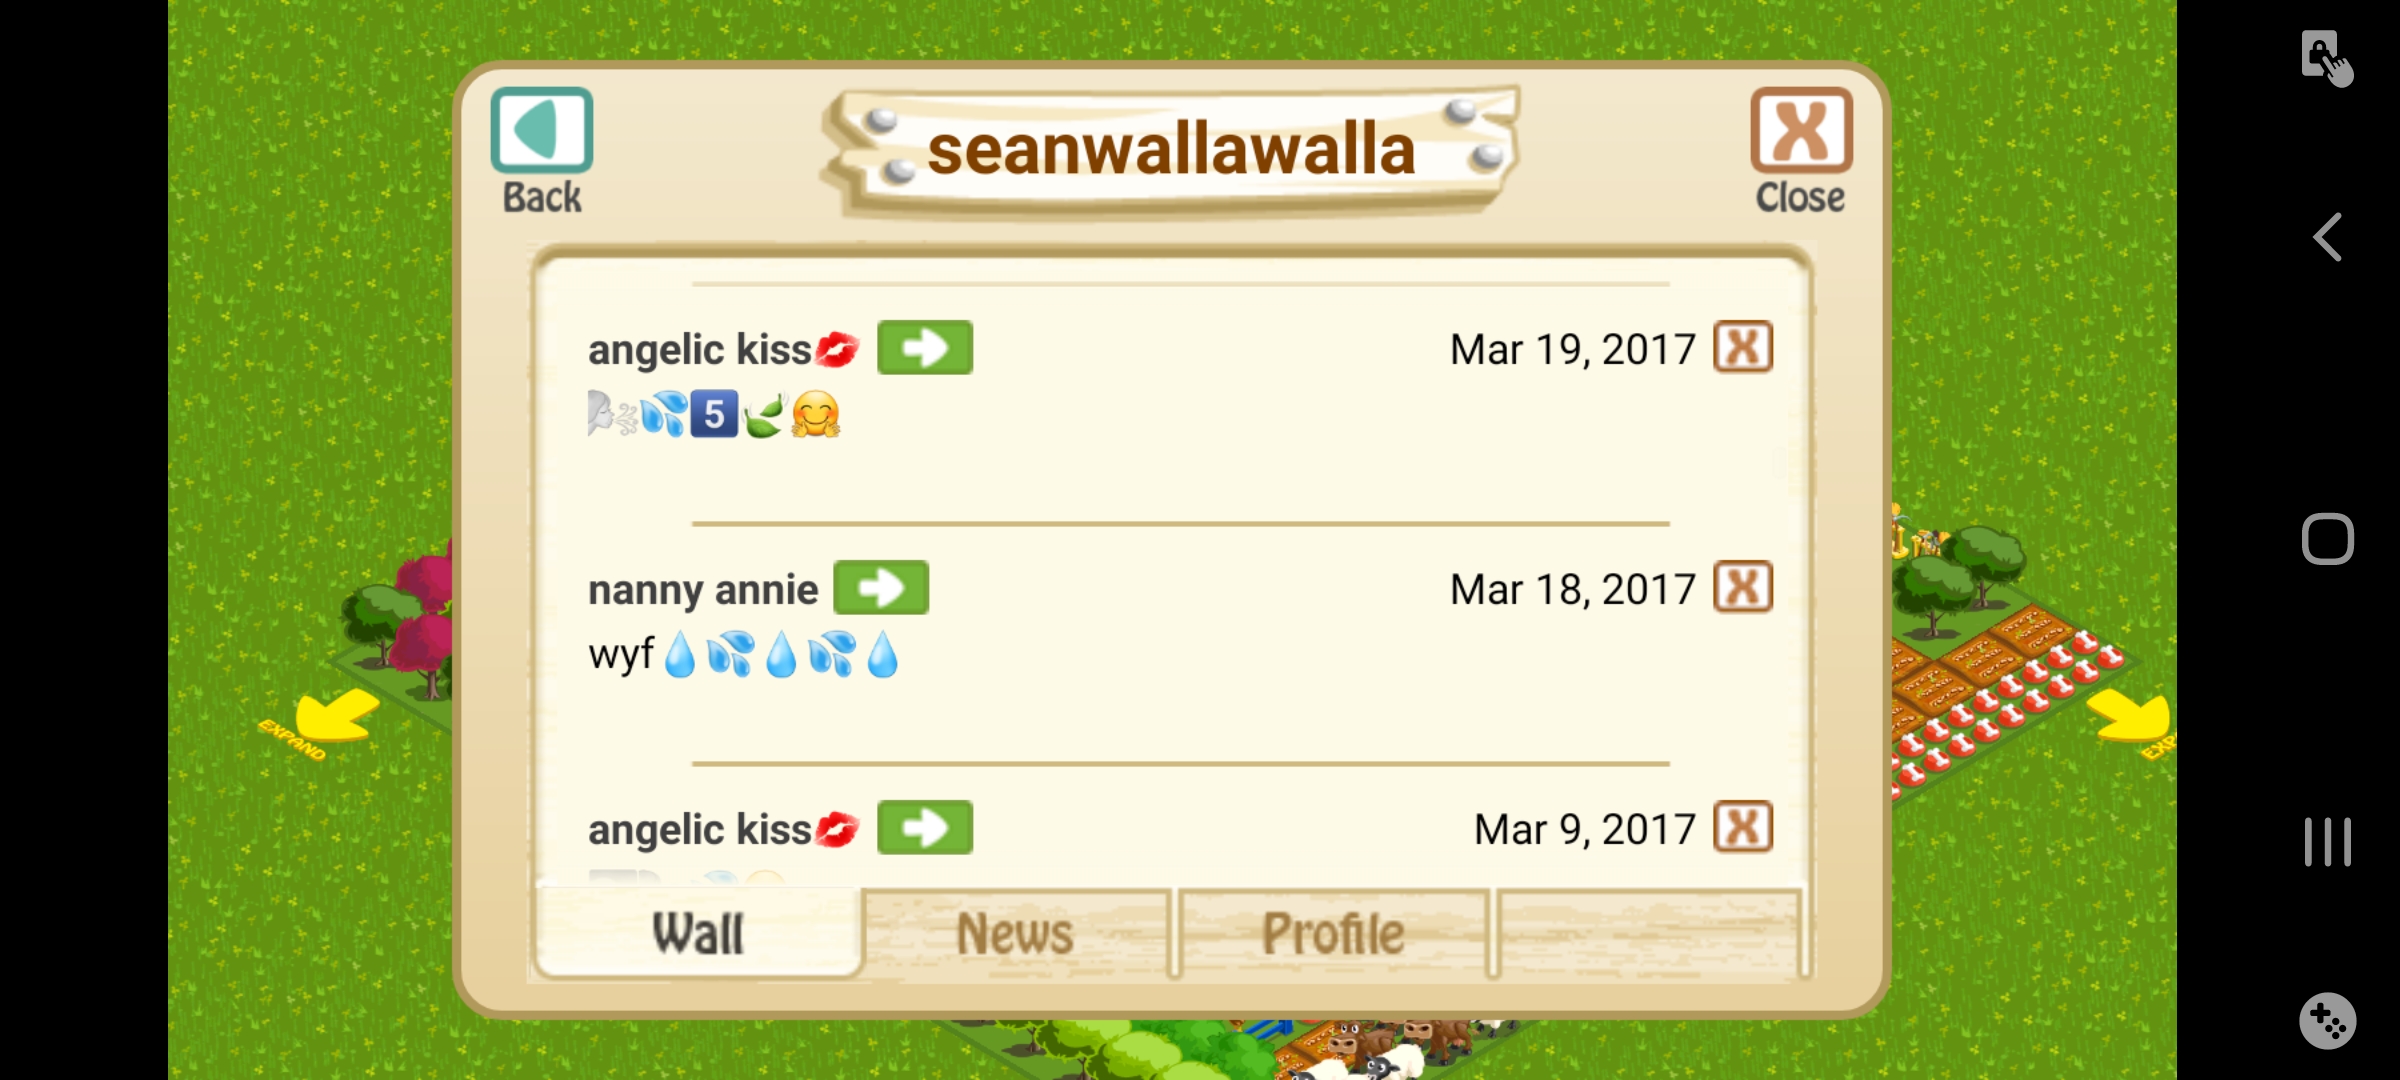 Back
seanwallawalla
Close
angelic kiss💋 Mar 19, 2017
🌬💦5️⃣🍃🤗
nanny annie Mar 18, 2017
wyf💧💦💧💦💧
angelic kiss💋 Mar 9, 2017
Wall News Profile
EXPAND
EXP